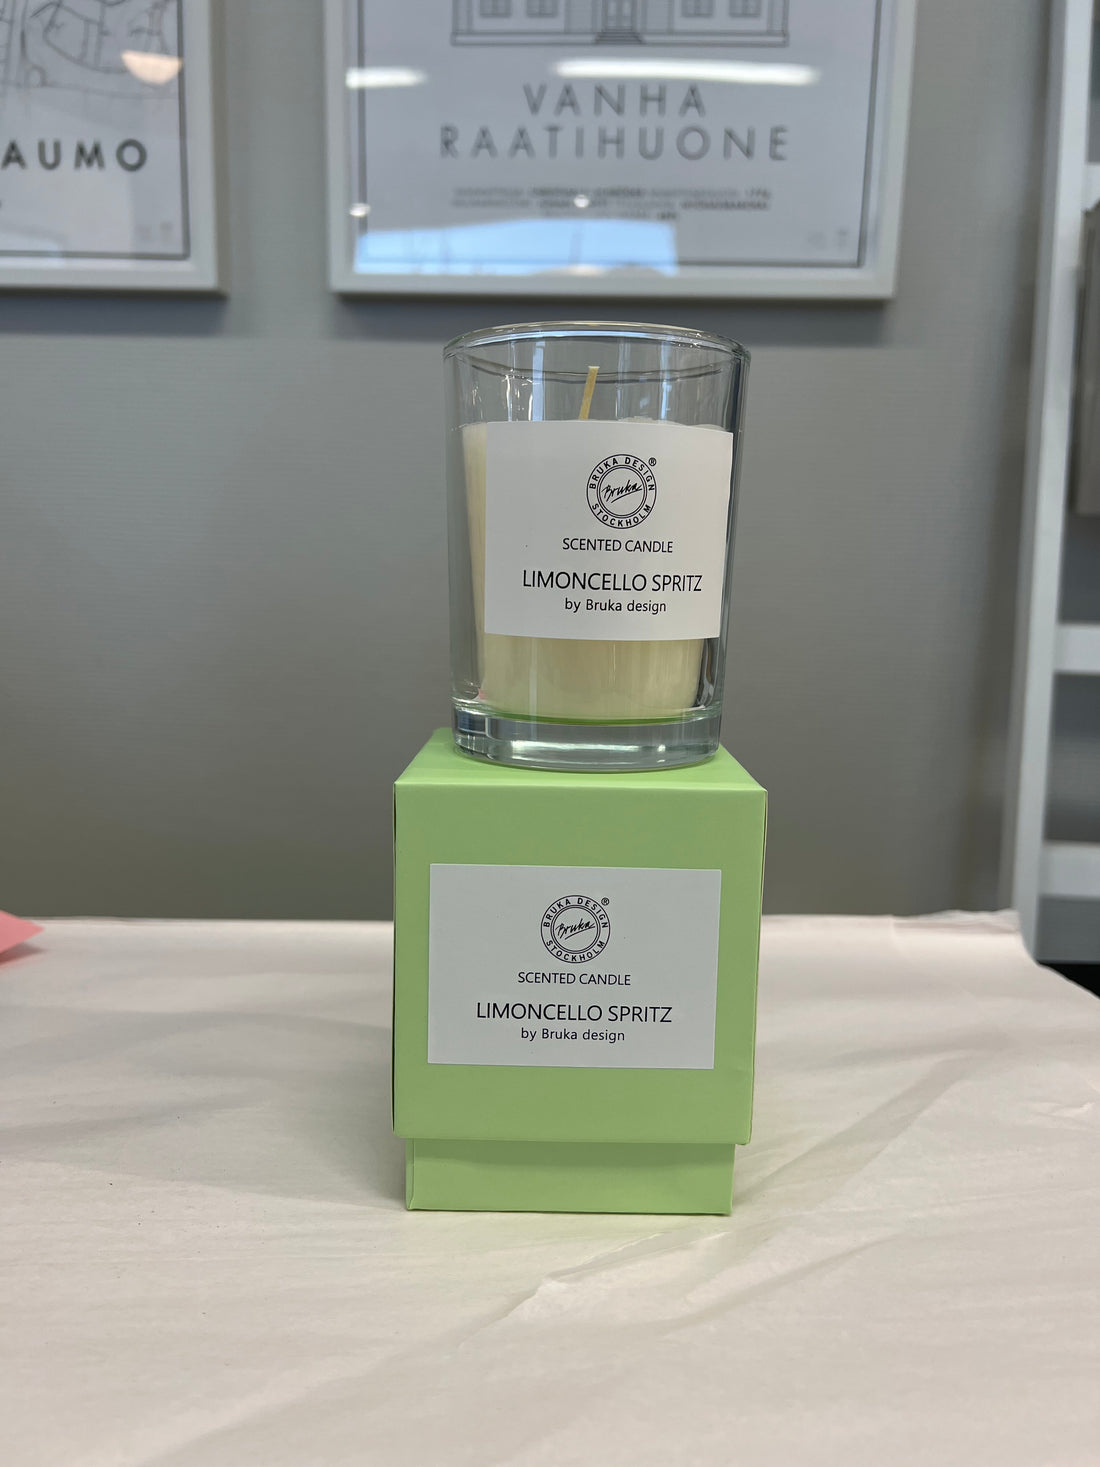 AUMO
VANHA
RAATIHUONE
BRUKA DESIGN
®
Bruka
STOCKHOLM
SCENTED CANDLE
LIMONCELLO SPRITZ
by Bruka design
BRUKA DESIGN
®
Bruka
STOCKHOLM
SCENTED CANDLE
LIMONCELLO SPRITZ
by Bruka design